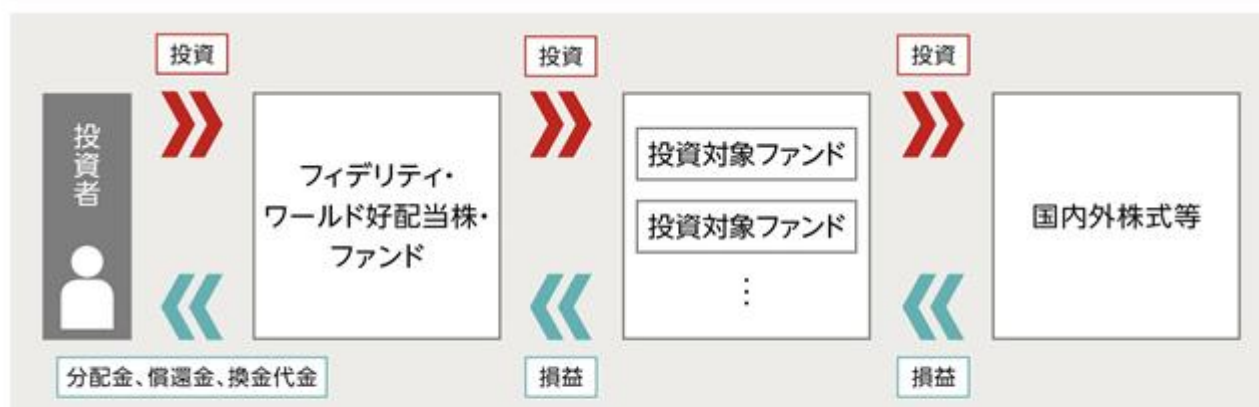 投資
投資
投資
投資者
フィデリティ・
ワールド好配当株・
ファンド
投資対象ファンド
投資対象ファンド
⋮
国内外株式等
分配金、償還金、換金代金
損益
損益